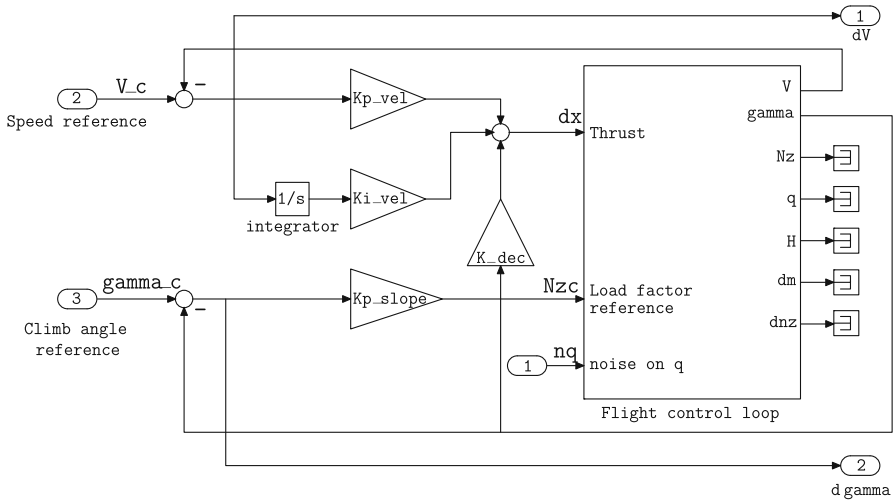 1
dV
V
V_c
–
Kp_vel
2
Speed reference
gamma
dx
Thrust
Nz
1/s
Ki_vel
q
integrator
H
K_dec
gamma_c
dm
Nzc
3
Kp_slope
Load factor
reference
–
Climb angle
reference
dnz
nq
1
noise on q
Flight control loop
2
d gamma